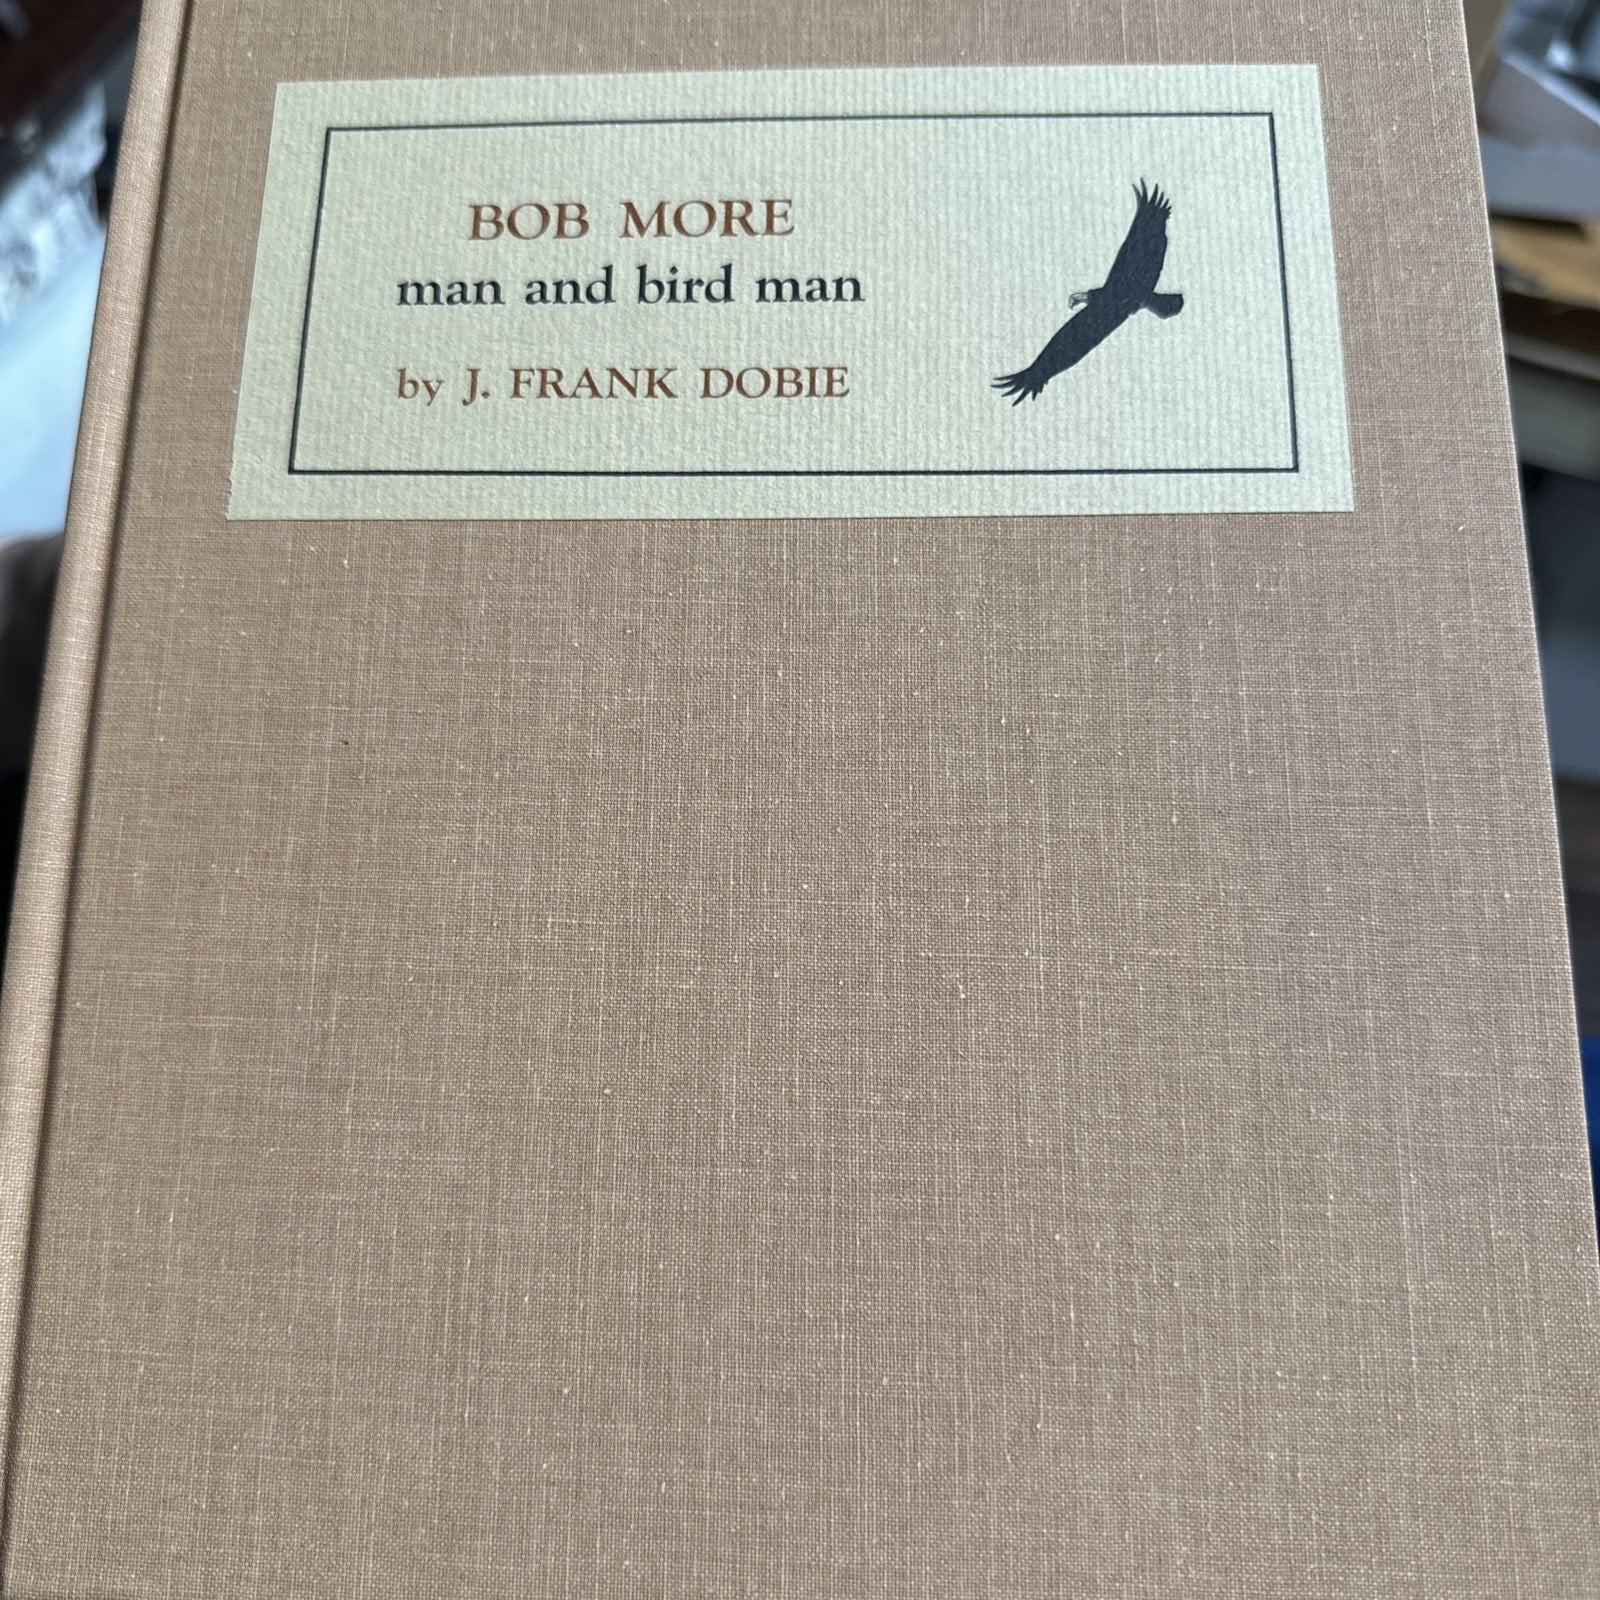 BOB MORE
man and bird man
by J. FRANK DOBIE